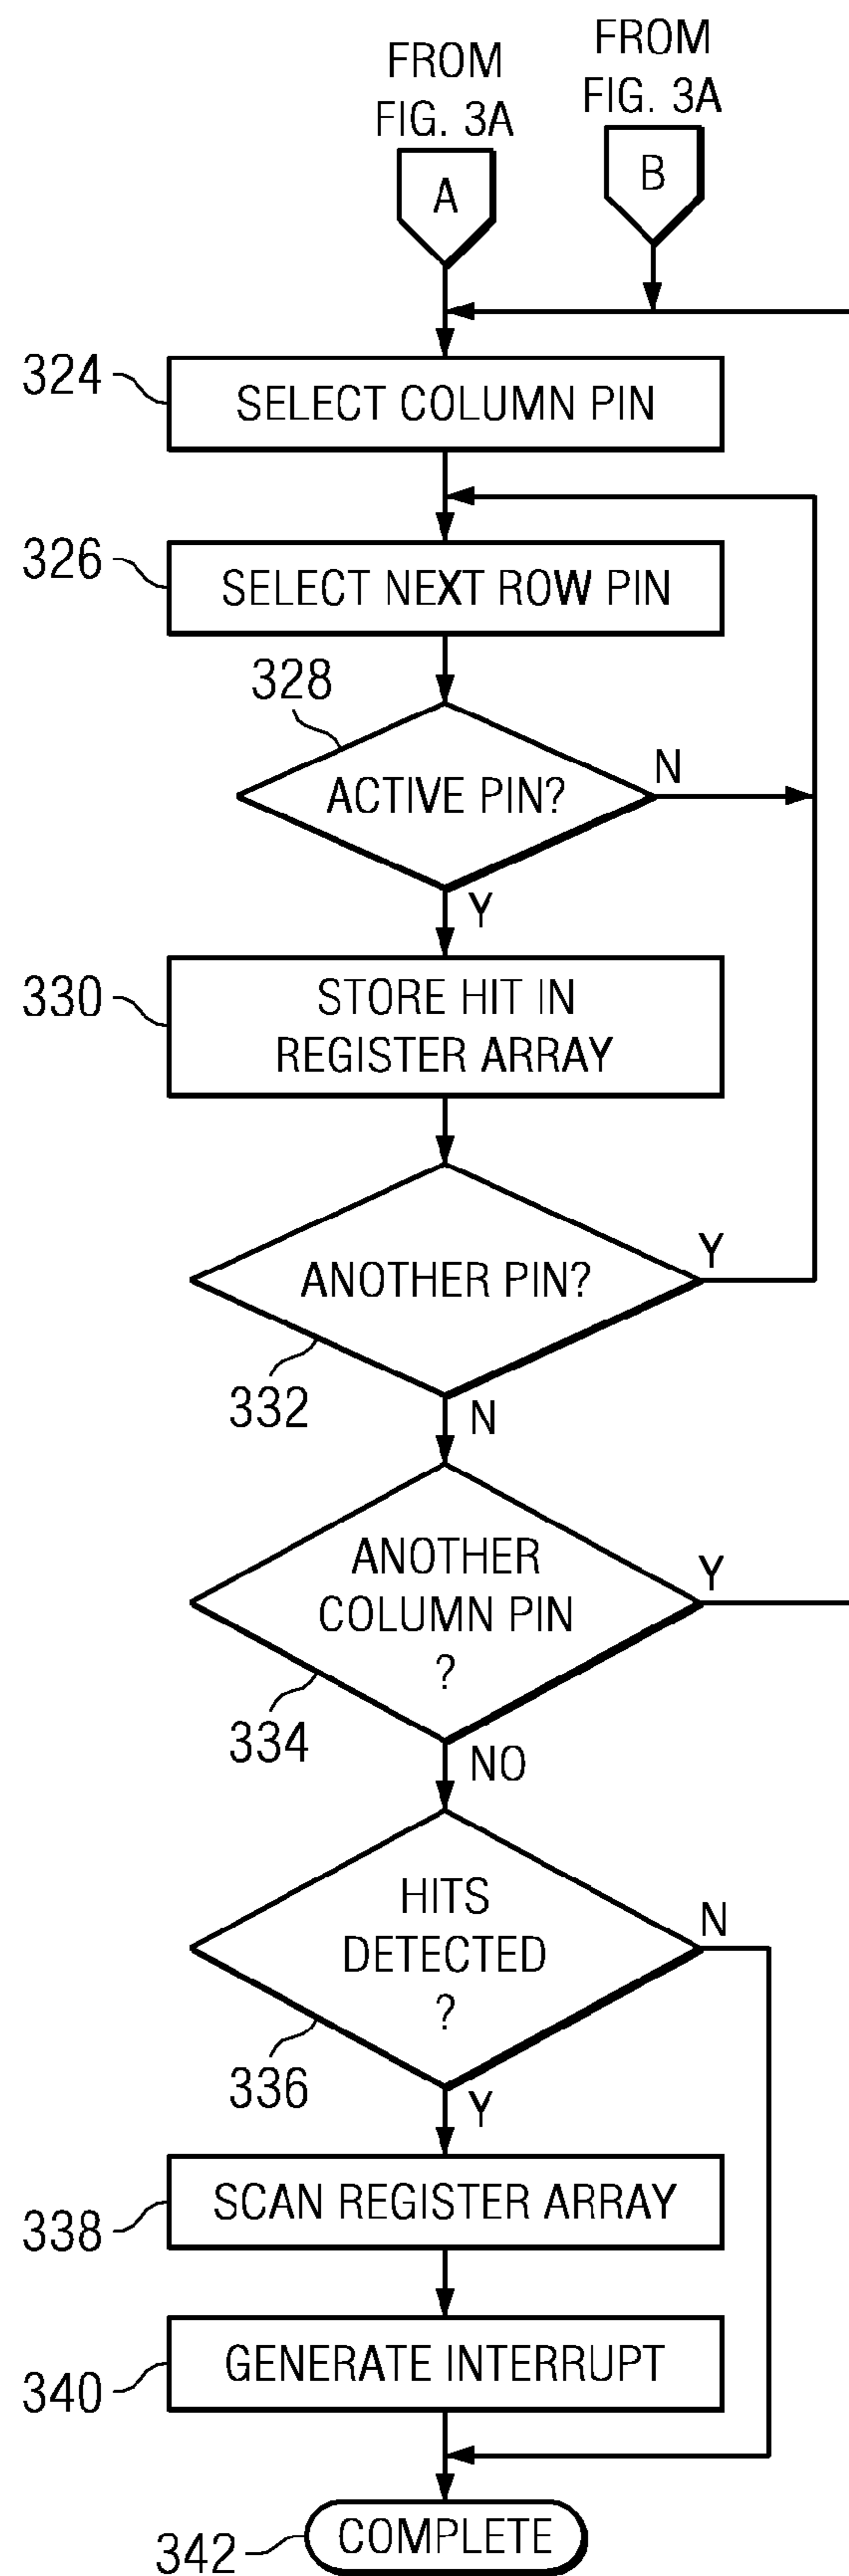 FROM
FIG. 3A
A
FROM
FIG. 3A
B
324
SELECT COLUMN PIN
326
SELECT NEXT ROW PIN
328
ACTIVE PIN?
N
Y
330
STORE HIT IN
REGISTER ARRAY
ANOTHER PIN?
Y
332
N
ANOTHER
COLUMN PIN
?
Y
334
NO
HITS
DETECTED
?
N
336
Y
338
SCAN REGISTER ARRAY
340
GENERATE INTERRUPT
342
COMPLETE